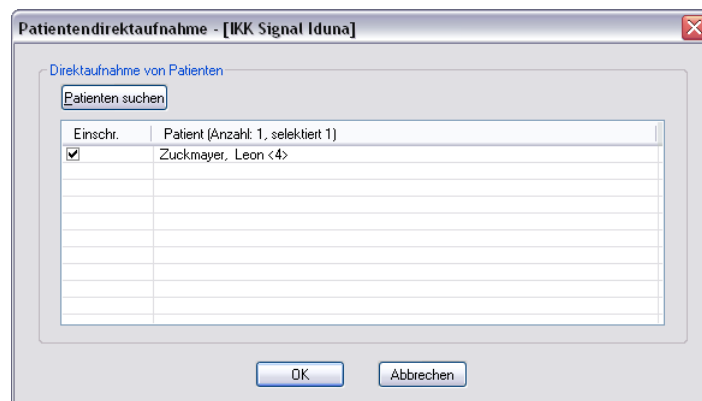 Patientendirektaufnahme - [IKK Signal Iduna]
Direktaufnahme von Patienten
Patienten suchen
Einschr. Patient (Anzahl: 1, selektiert 1)
Zuckmayer, Leon <4>
OK Abbrechen